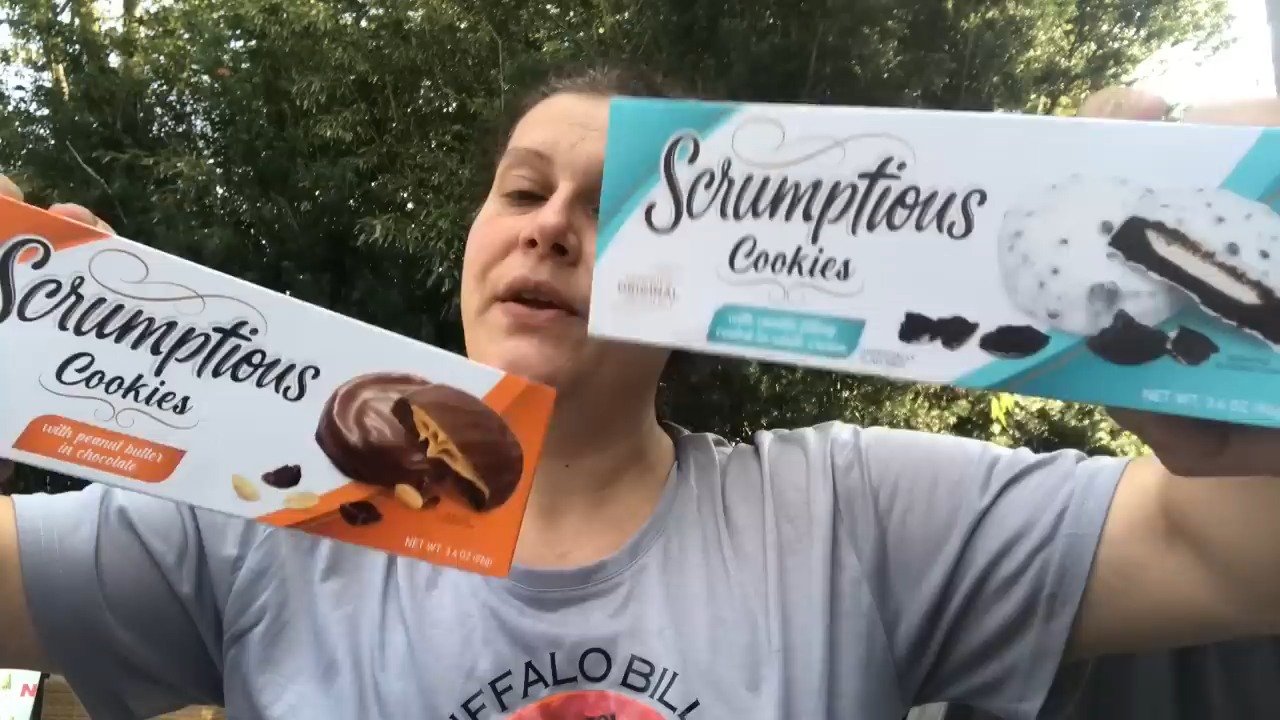 Scrumptious
Cookies
with peanut butter
in chocolate
NET WT. 3.4 OZ
Scrumptious
Cookies
ORIGINAL
NET WT. 3.4 OZ
UFFALO BILL
N